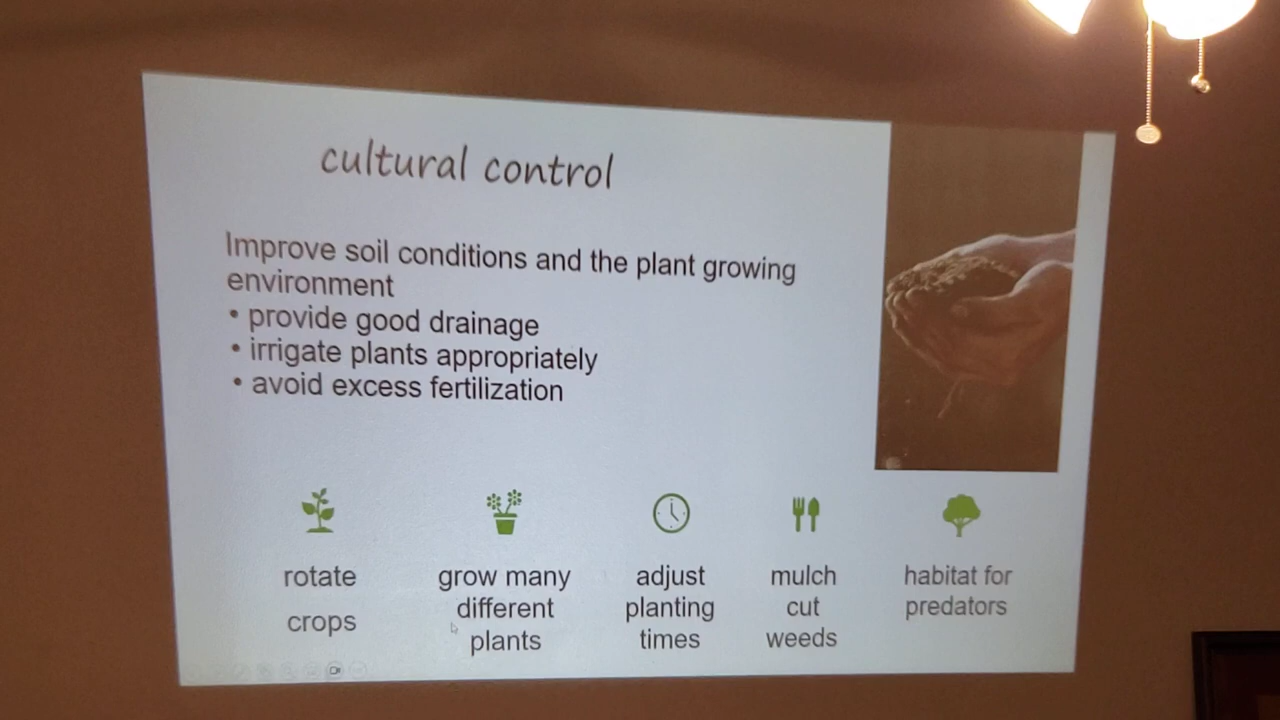 cultural control
Improve soil conditions and the plant growing
environment
• provide good drainage
• irrigate plants appropriately
• avoid excess fertilization
rotate
crops
grow many
different
plants
adjust
planting
times
mulch
cut
weeds
habitat for
predators